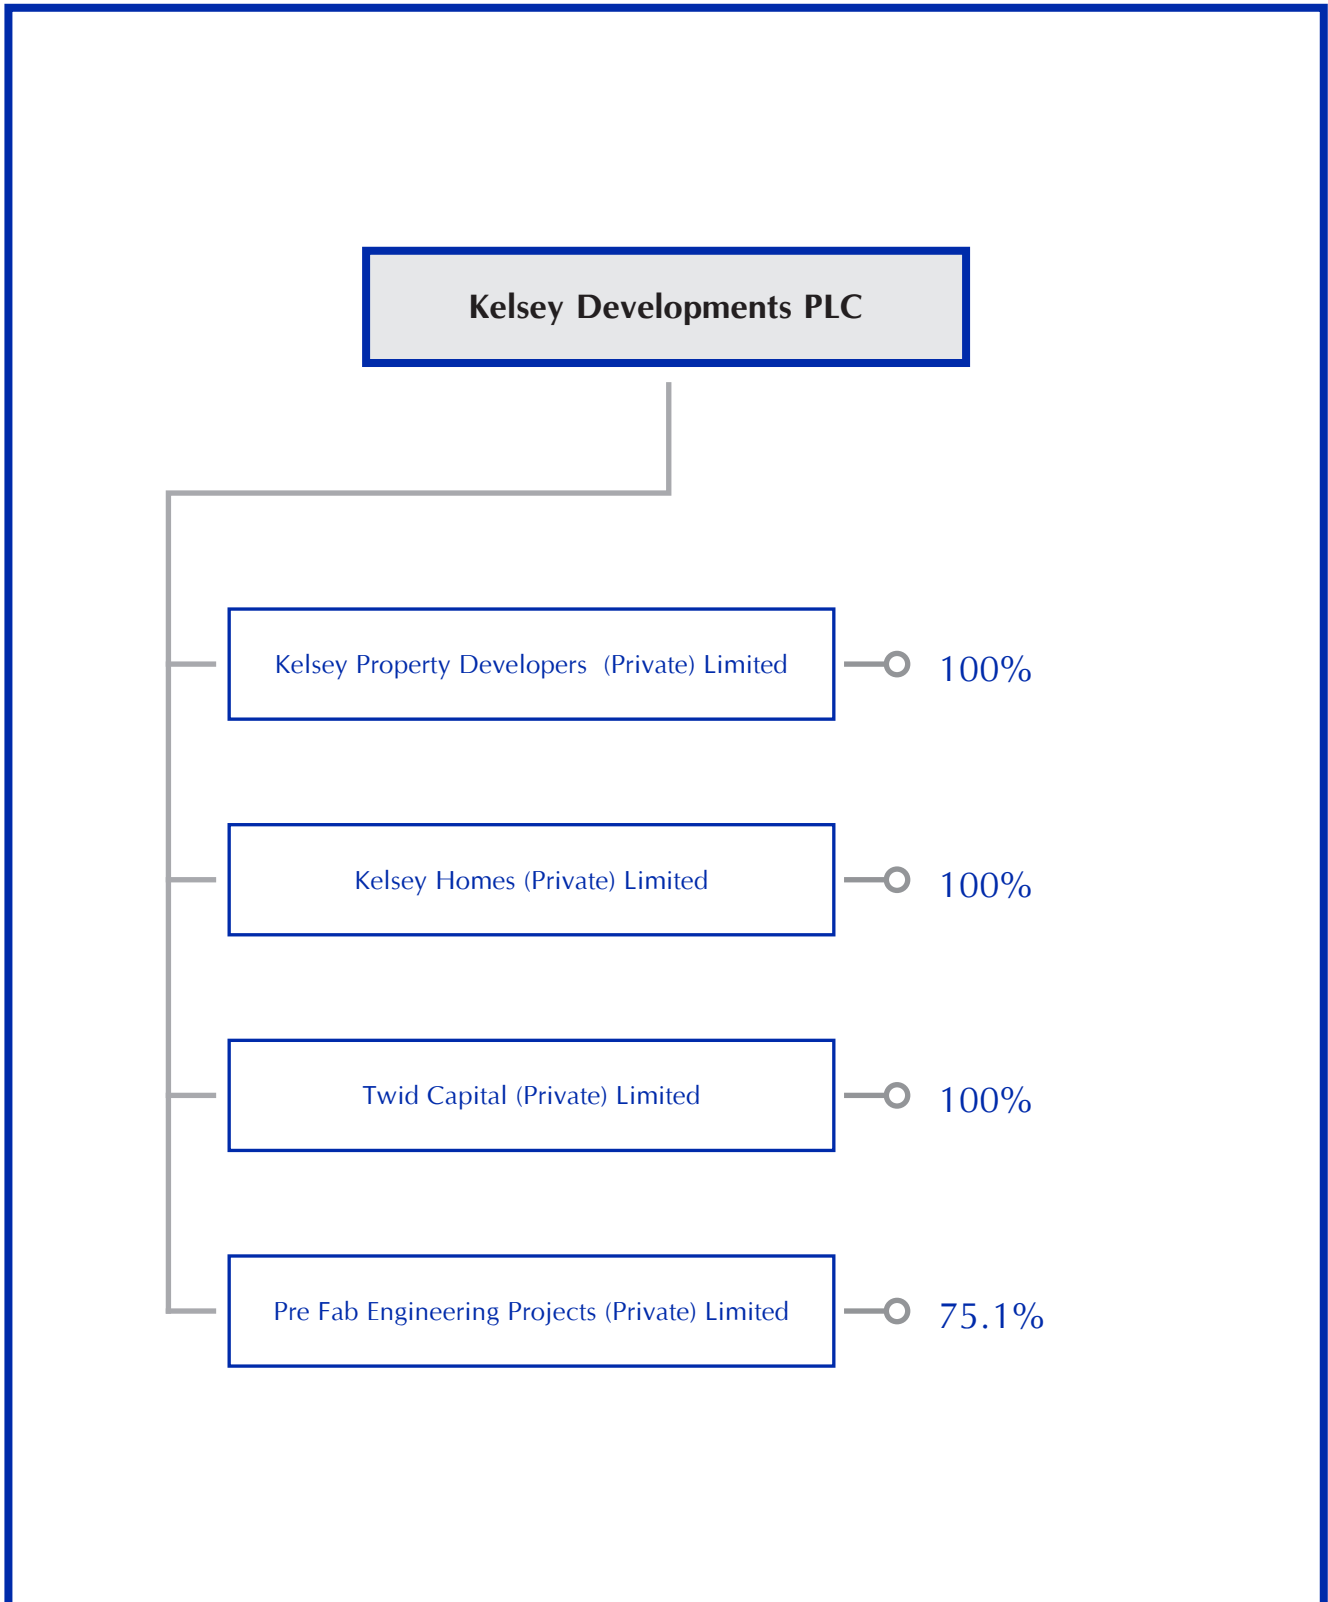 Kelsey Developments PLC
Kelsey Property Developers (Private) Limited
100%
Kelsey Homes (Private) Limited
100%
Twid Capital (Private) Limited
100%
Pre Fab Engineering Projects (Private) Limited
75.1%